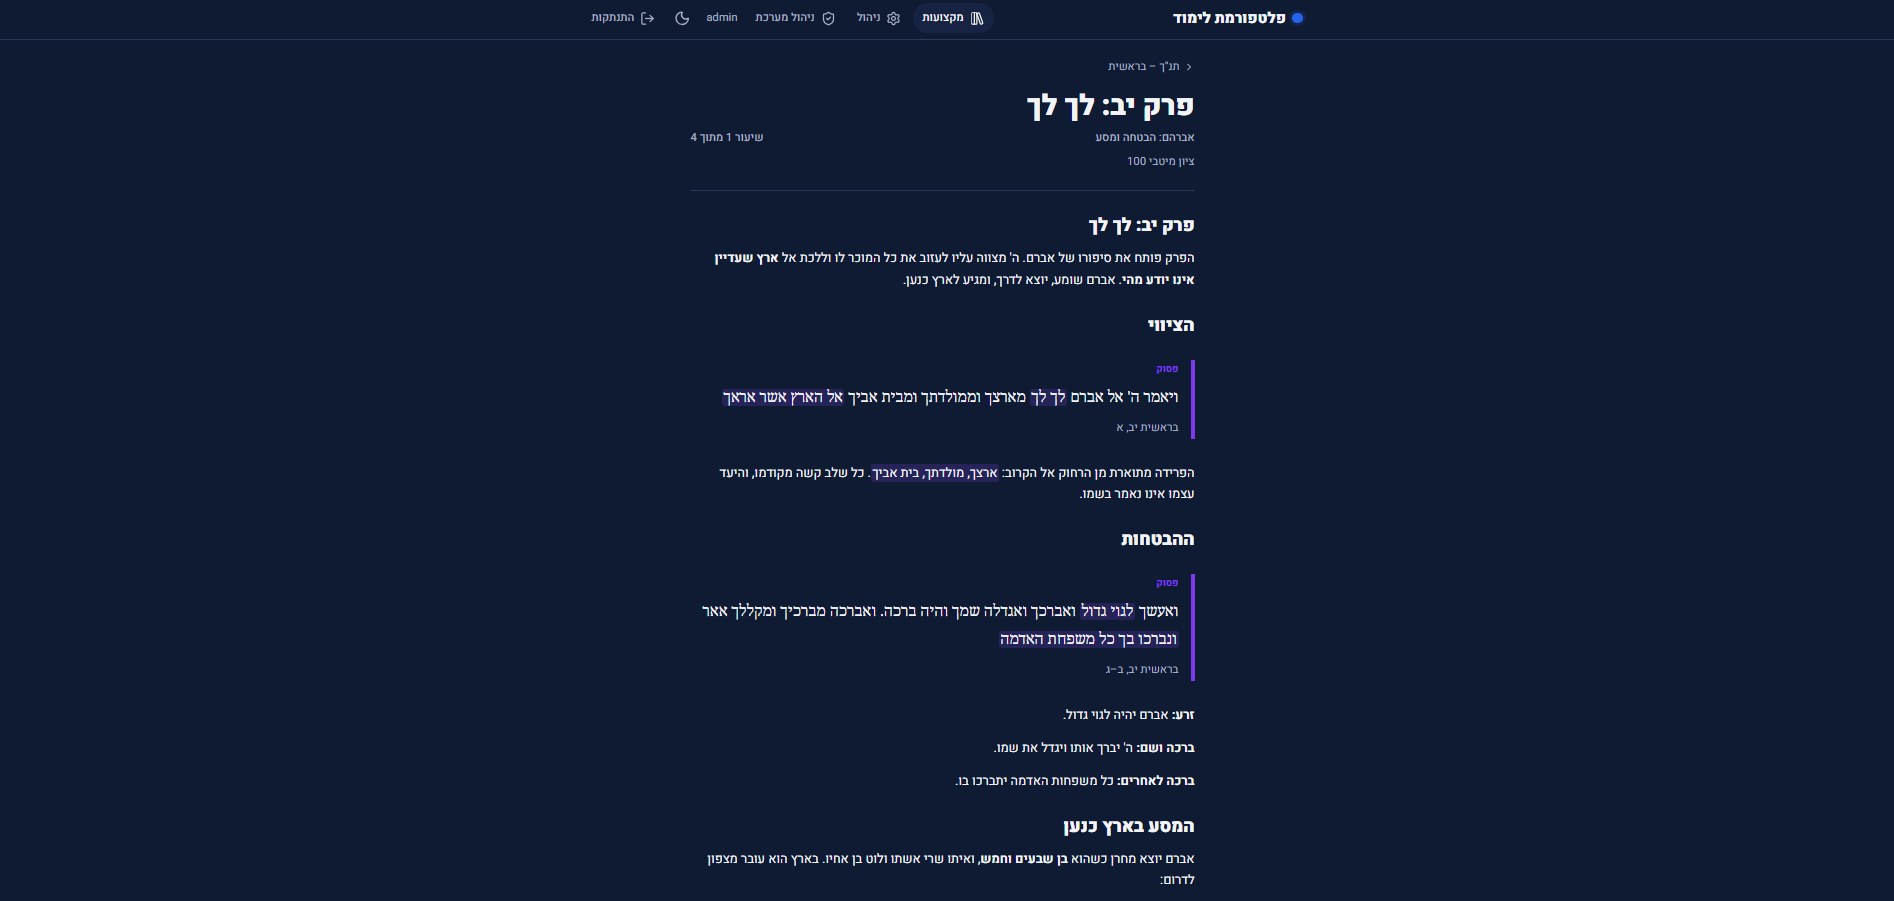 פלטפורמת לימוד
מקצועות
ניהול
ניהול מערכת
admin
התנתקות
תנ"ך – בראשית
פרק יב: לך לך
אברהם: הבטחה ומסע
שיעור 1 מתוך 4
ציון מיטבי 100
פרק יב: לך לך
הפרק פותח את סיפורו של אברם. ה' מצווה עליו לעזוב את כל המוכר לו וללכת אל ארץ שעדיין
אינו יודע מהי. אברם שומע, יוצא לדרך, ומגיע לארץ כנען.
הציווי
פסוק
ויאמר ה' אל אברם לך לך מארצך וממולדתך ומבית אביך אל הארץ אשר אראך
בראשית יב, א
הפרידה מתוארת מן הרחוק אל הקרוב: ארצך, מולדתך, בית אביך. כל שלב קשה מקודמו, והיעד
עצמו אינו נאמר בשמו.
ההבטחות
פסוק
ואעשך לגוי גדול ואברכך ואגדלה שמך והיה ברכה. ואברכה מברכיך ומקללך אאר
ונברכו בך כל משפחת האדמה
בראשית יב, ב–ג
זרע: אברם יהיה לגוי גדול.
ברכה ושם: ה' יברך אותו ויגדל את שמו.
ברכה לאחרים: כל משפחות האדמה יתברכו בו.
המסע בארץ כנען
אברם יוצא מחרן כשהוא בן שבעים וחמש, ואיתו שרי אשתו ולוט בן אחיו. בארץ הוא עובר מצפון
לדרום: